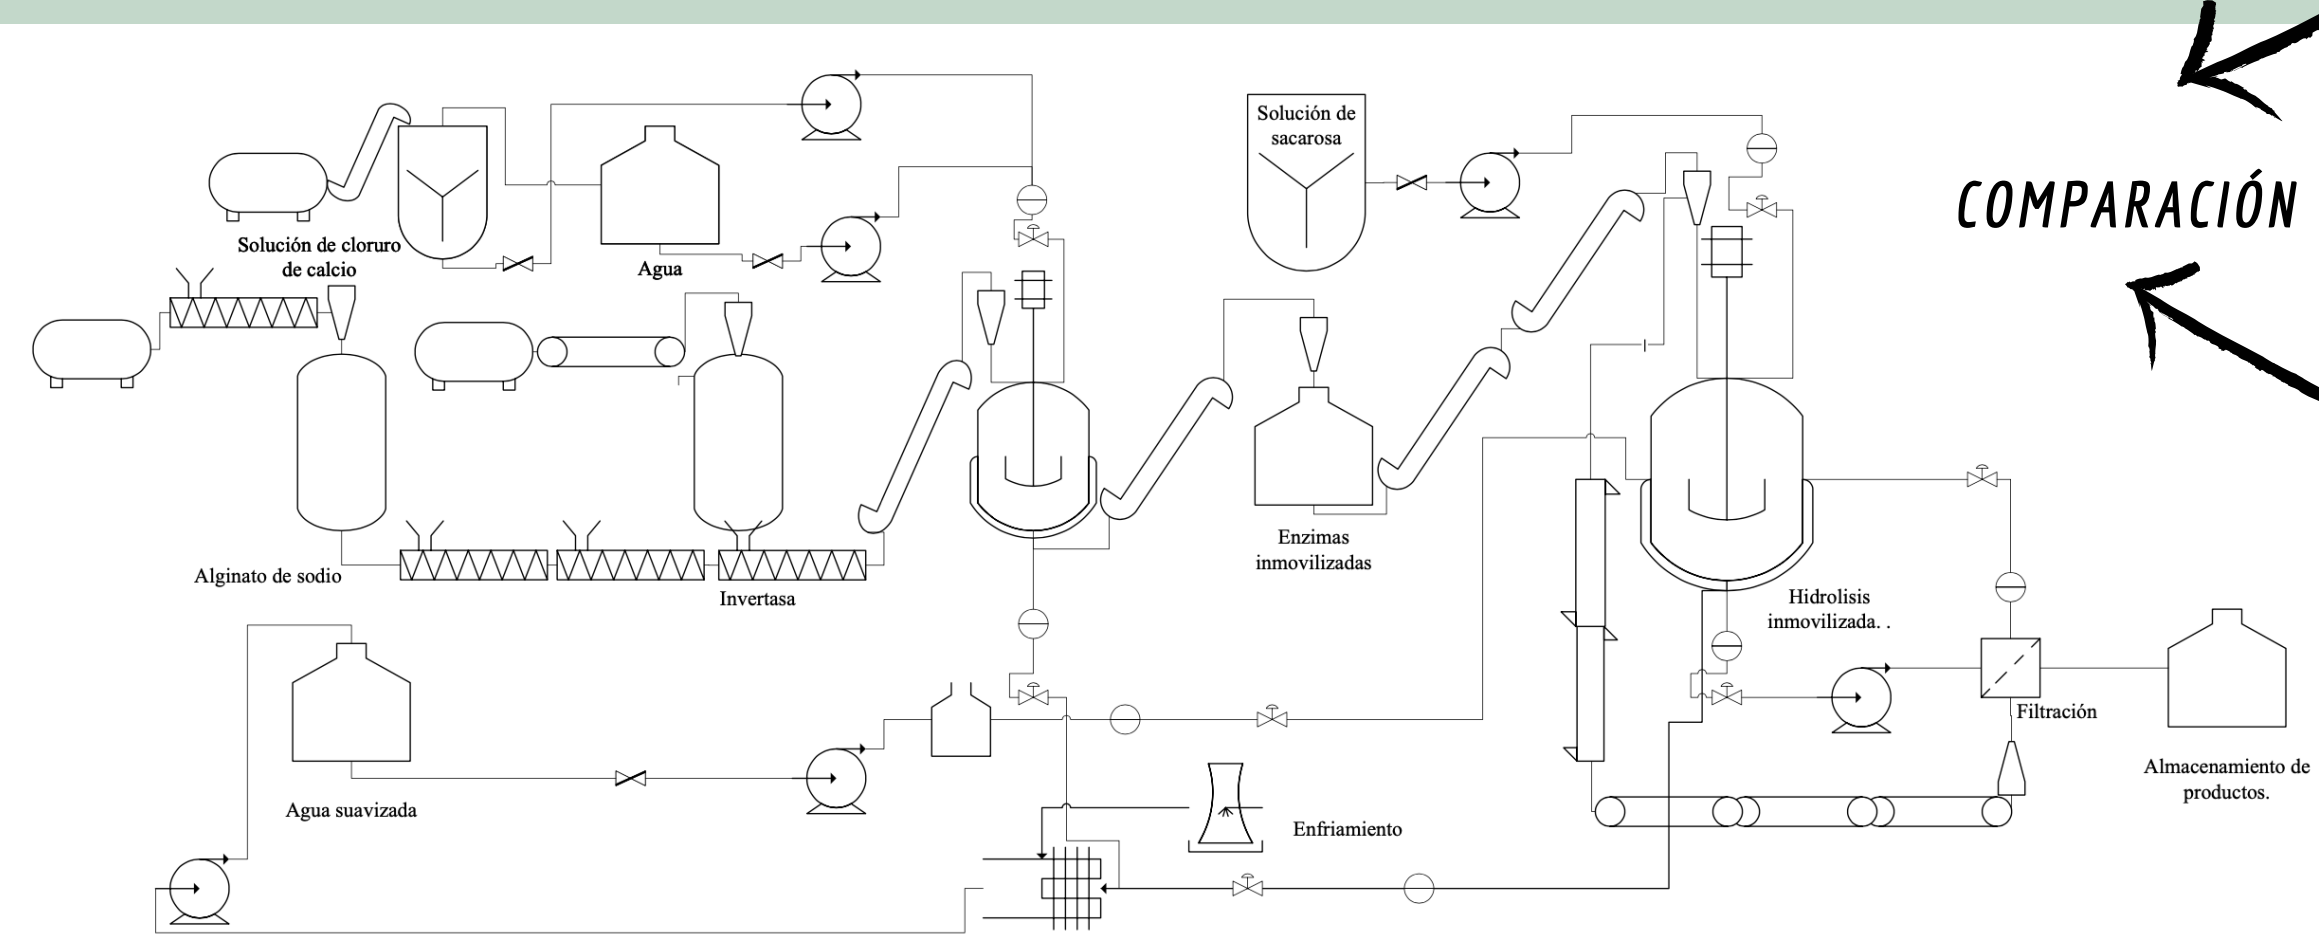 Solución de
sacarosa
COMPARACIÓN
Solución de cloruro
de calcio
Agua
Enzimas
inmovilizadas
Alginato de sodio
Invertasa
Hidrolisis
inmovilizada. .
Filtración
Almacenamiento de
productos.
Agua suavizada
Enfriamiento